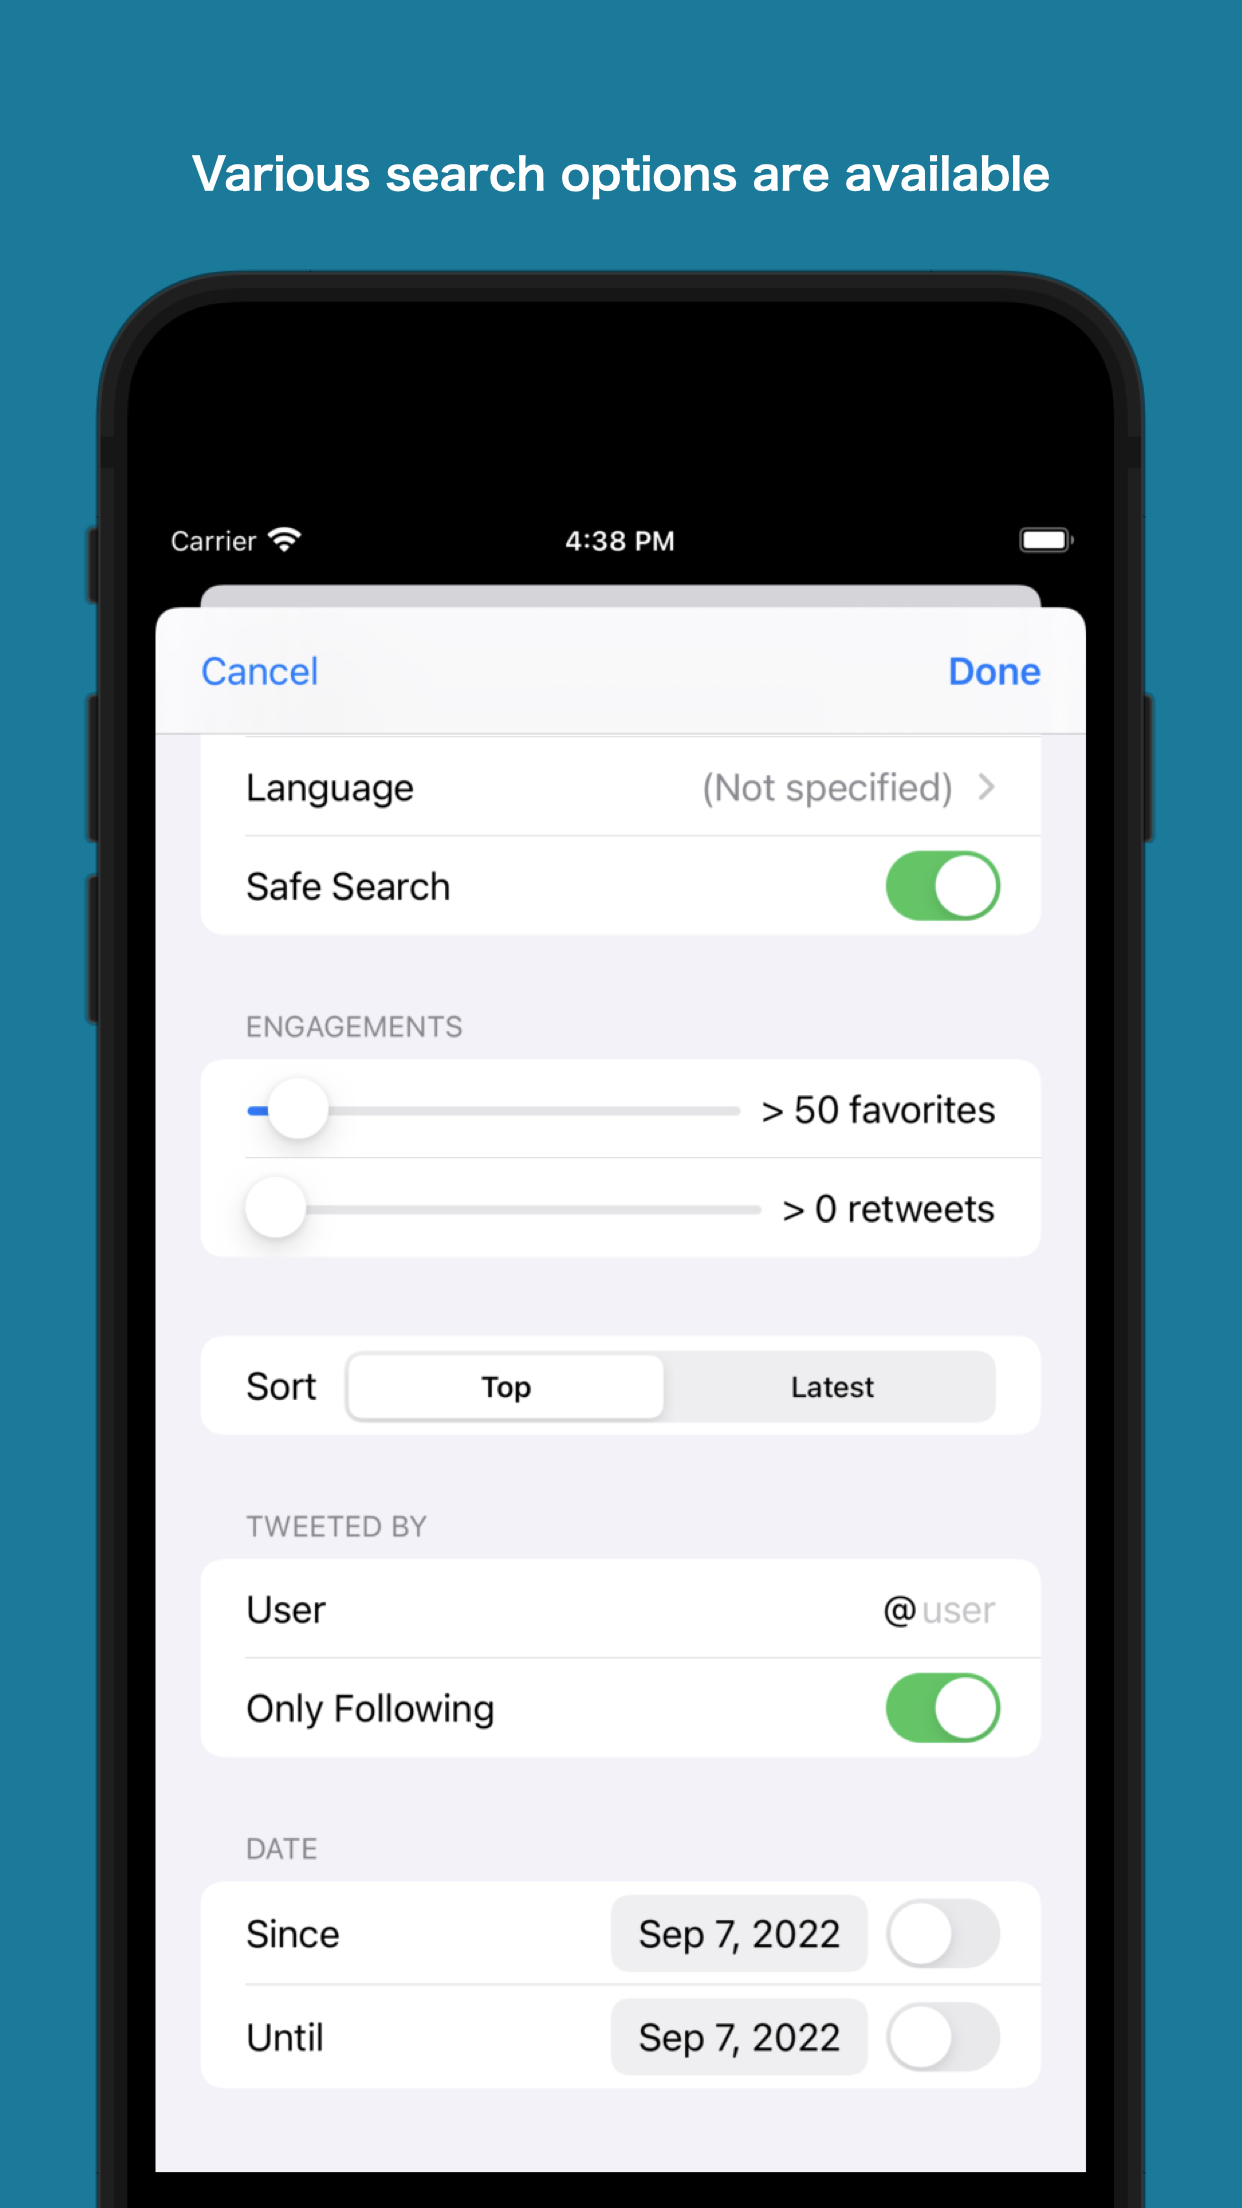 Various search options are available
Carrier 4:38 PM
Cancel Done
Language (Not specified)
Safe Search
ENGAGEMENTS
> 50 favorites
> 0 retweets
Sort Top Latest
TWEETED BY
User @user
Only Following
DATE
Since Sep 7, 2022
Until Sep 7, 2022